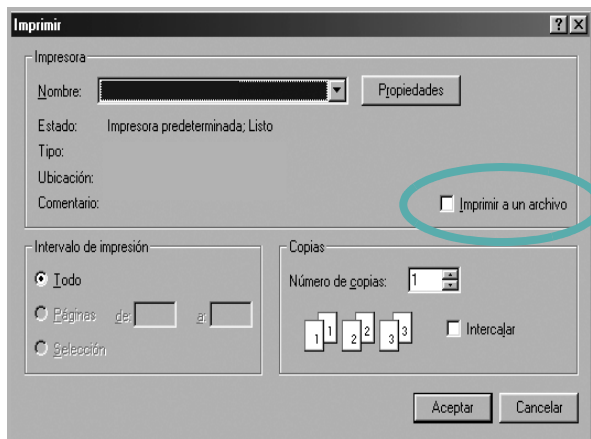 Imprimir
Impresora
Nombre:
Propiedades
Estado: Impresora predeterminada; Listo
Tipo:
Ubicación:
Comentario:
Imprimir a un archivo
Intervalo de impresión
Todo
Páginas de: a:
Selección
Copias
Número de copias: 1
1 1 2 2 3 3
Intercalar
Aceptar Cancelar